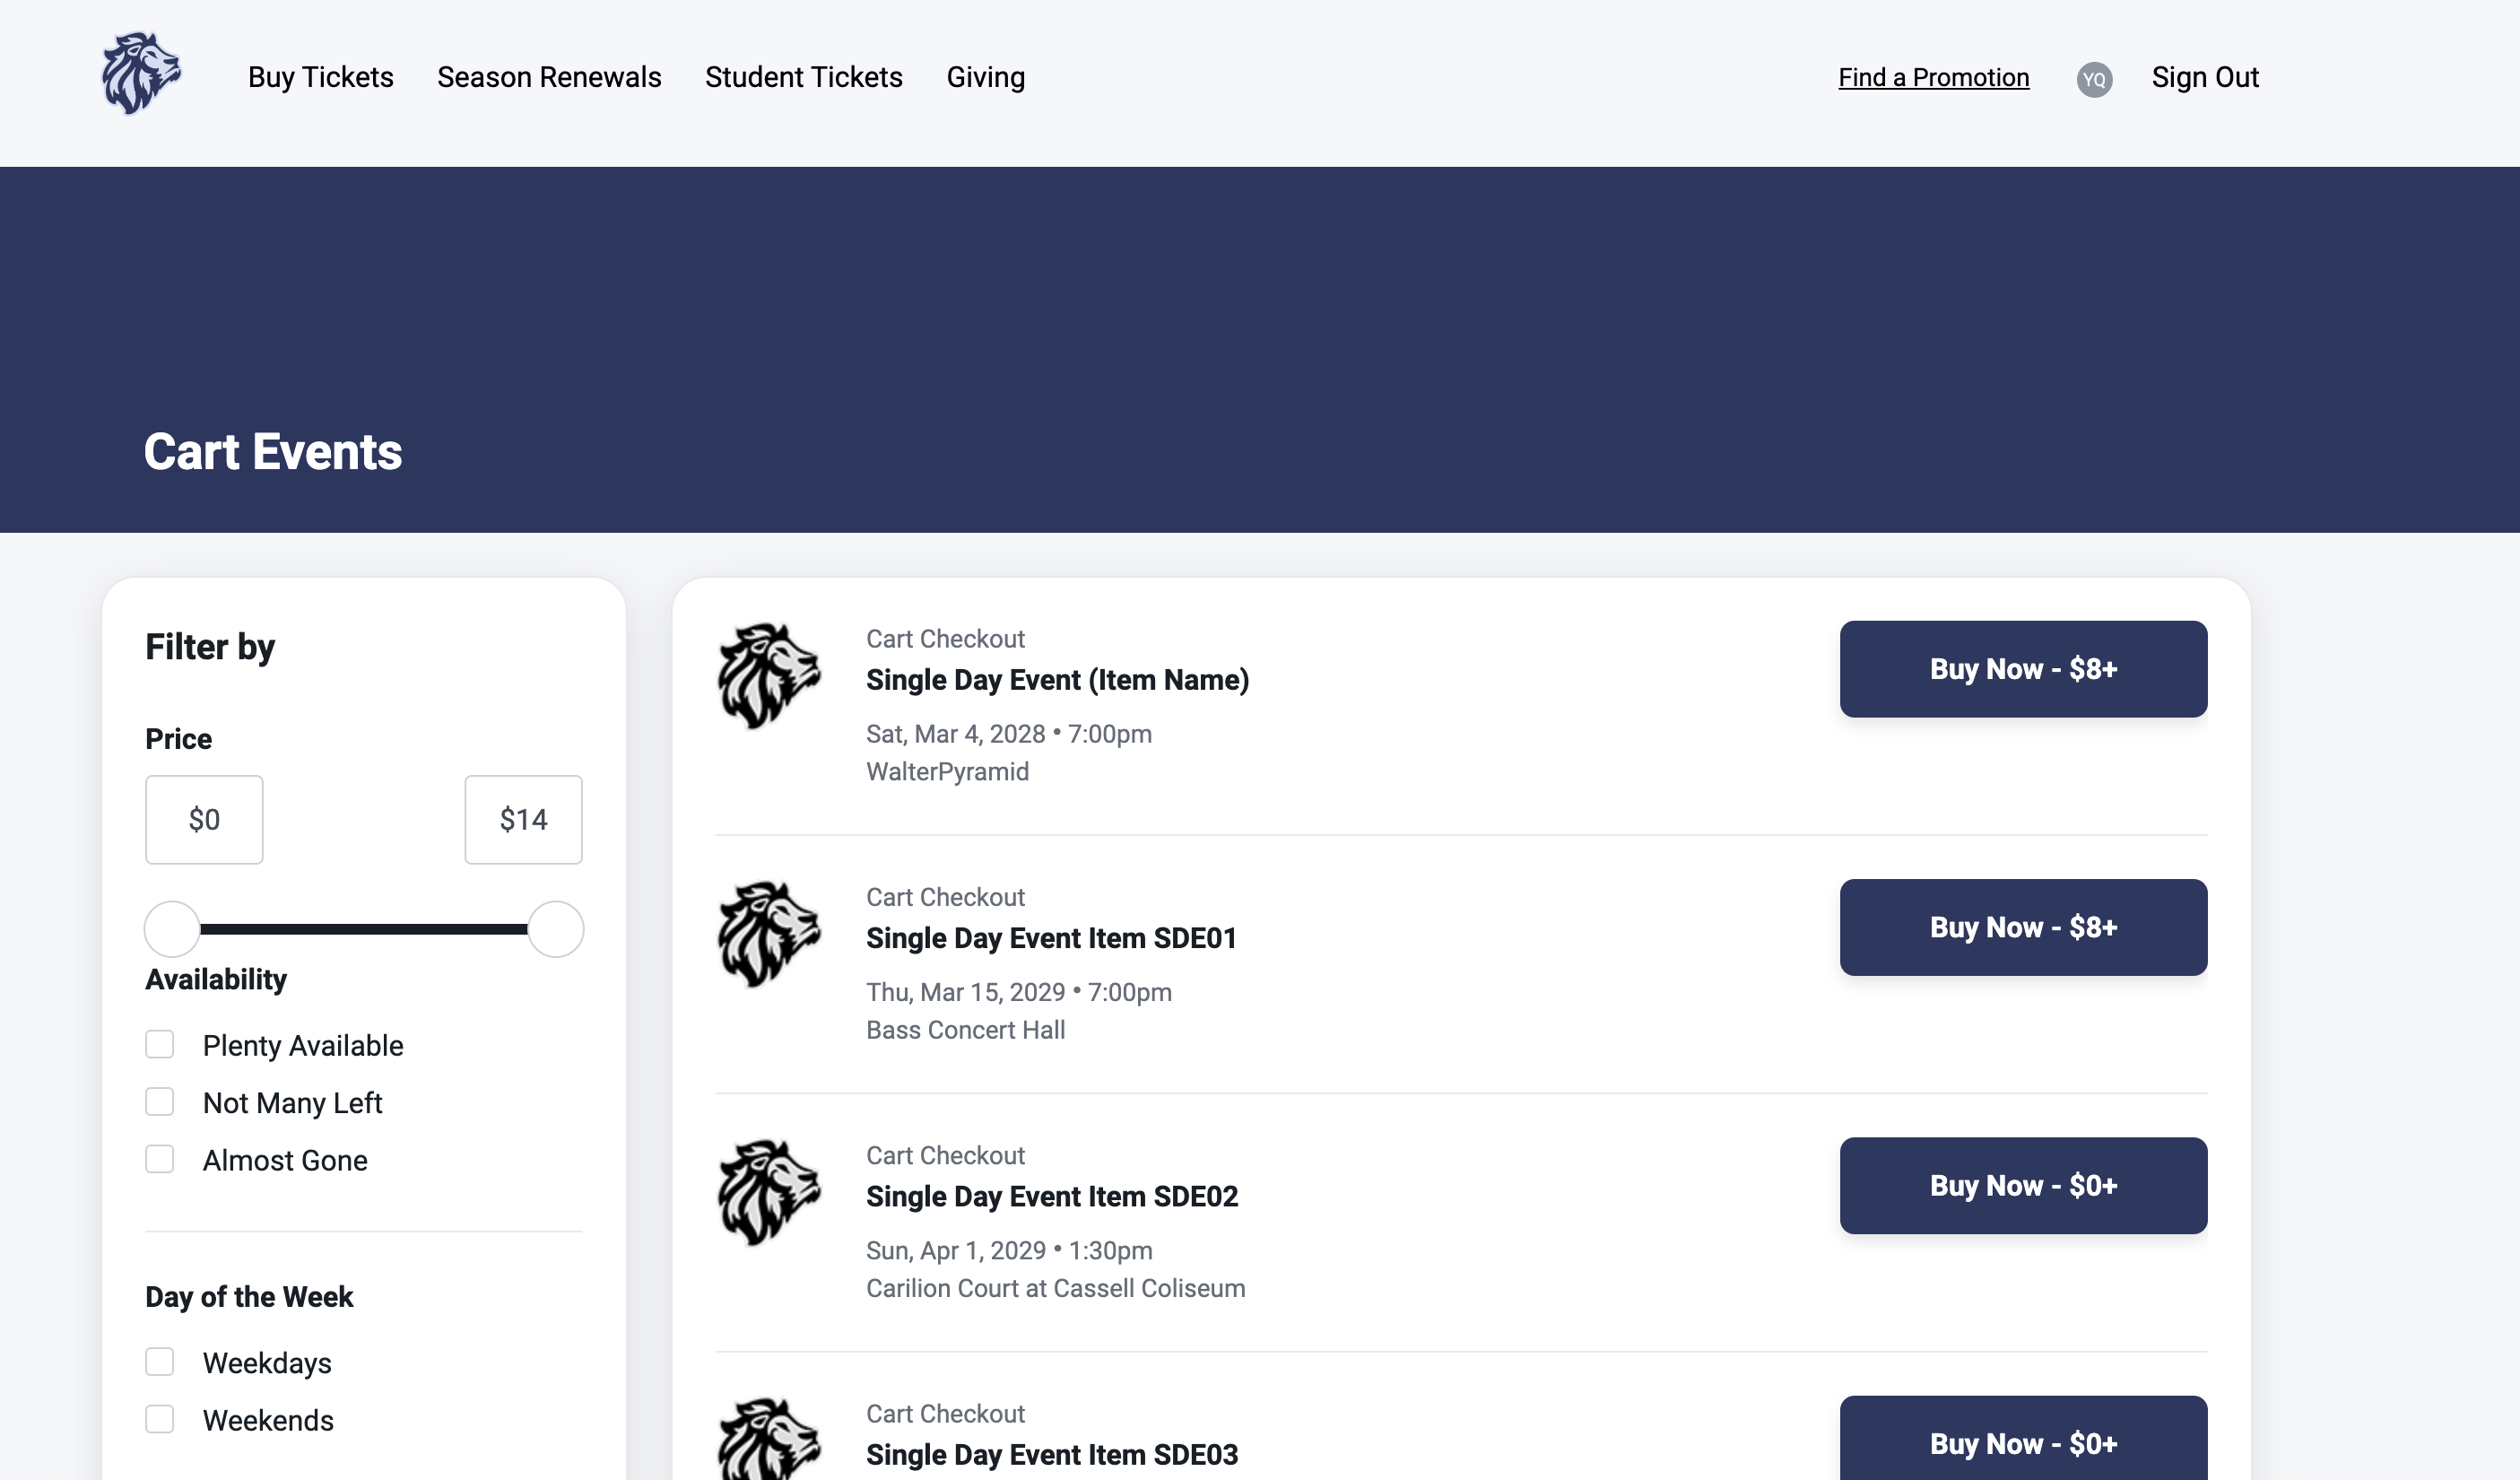 Buy Tickets
Season Renewals
Student Tickets
Giving
Find a Promotion
YQ
Sign Out
Cart Events
Filter by
Price
$0
$14
Availability
Plenty Available
Not Many Left
Almost Gone
Day of the Week
Weekdays
Weekends
Cart Checkout
Single Day Event (Item Name)
Sat, Mar 4, 2028 • 7:00pm
WalterPyramid
Buy Now - $8+
Cart Checkout
Single Day Event Item SDE01
Thu, Mar 15, 2029 • 7:00pm
Bass Concert Hall
Buy Now - $8+
Cart Checkout
Single Day Event Item SDE02
Sun, Apr 1, 2029 • 1:30pm
Carilion Court at Cassell Coliseum
Buy Now - $0+
Cart Checkout
Single Day Event Item SDE03
Buy Now - $0+